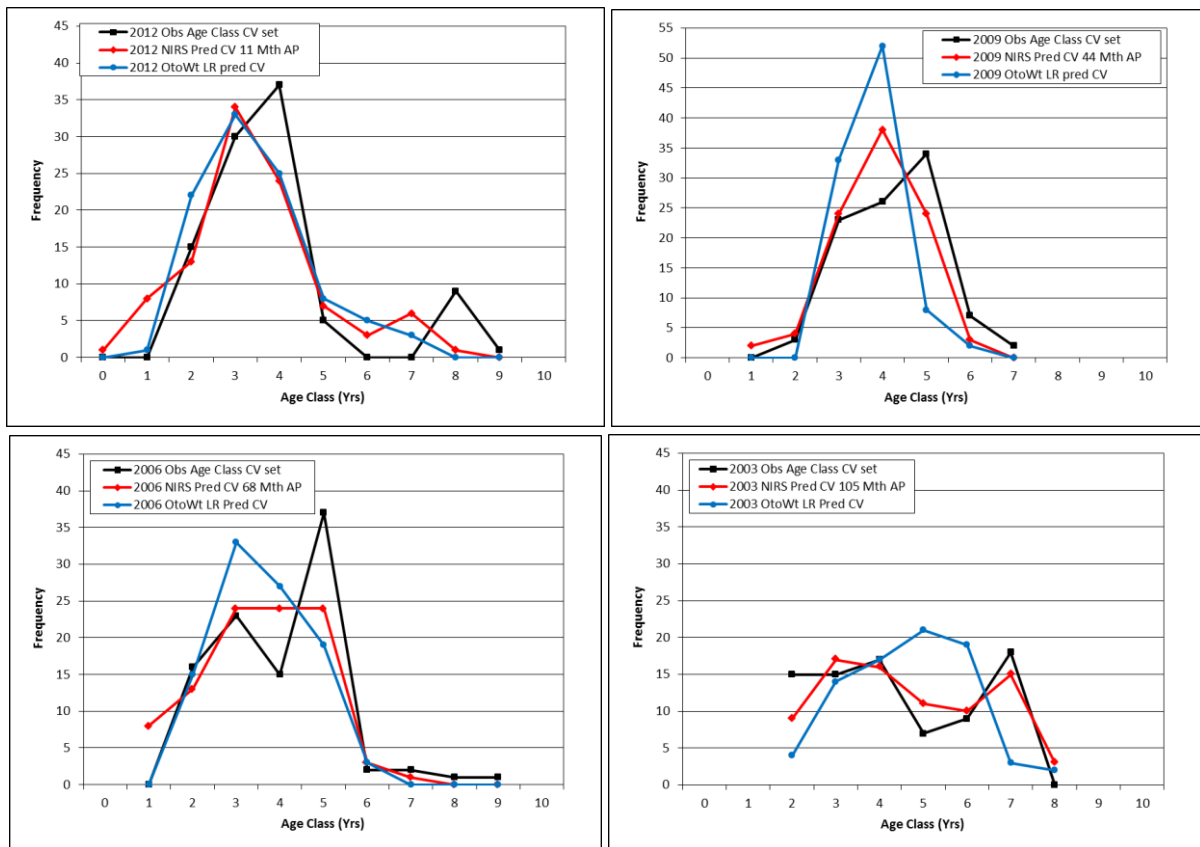 45
40
35
30
25
20
15
10
5
0
Frequency
2012 Obs Age Class CV set
2012 NIRS Pred CV 11 Mth AP
2012 OtoWt LR pred CV
0 1 2 3 4 5 6 7 8 9 10
Age Class (Yrs)
55
50
45
40
35
30
25
20
15
10
5
0
Frequency
2009 Obs Age Class CV set
2009 NIRS Pred CV 44 Mth AP
2009 OtoWt LR pred CV
0 1 2 3 4 5 6 7 8 9 10
Age Class (Yrs)
45
40
35
30
25
20
15
10
5
0
Frequency
2006 Obs Age Class CV set
2006 NIRS Pred CV 68 Mth AP
2006 OtoWt LR Pred CV
0 1 2 3 4 5 6 7 8 9 10
Age Class (Yrs)
45
40
35
30
25
20
15
10
5
0
Frequency
2003 Obs Age Class CV set
2003 NIRS Pred CV 105 Mth AP
2003 OtoWt LR Pred CV
0 1 2 3 4 5 6 7 8 9 10
Age Class (Yrs)